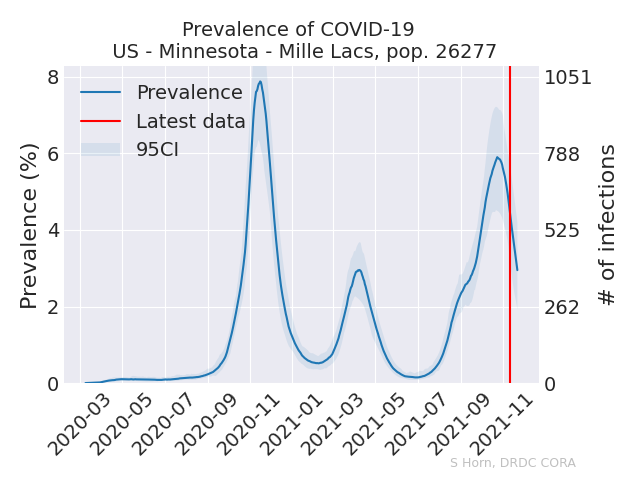 Prevalence of COVID-19
US - Minnesota - Mille Lacs, pop. 26277
Prevalence (%)
8
6
4
2
0
Prevalence
Latest data
95CI
1051
788
525
262
0
# of infections
2020-03
2020-05
2020-07
2020-09
2020-11
2021-01
2021-03
2021-05
2021-07
2021-09
2021-11
S Horn, DRDC CORA